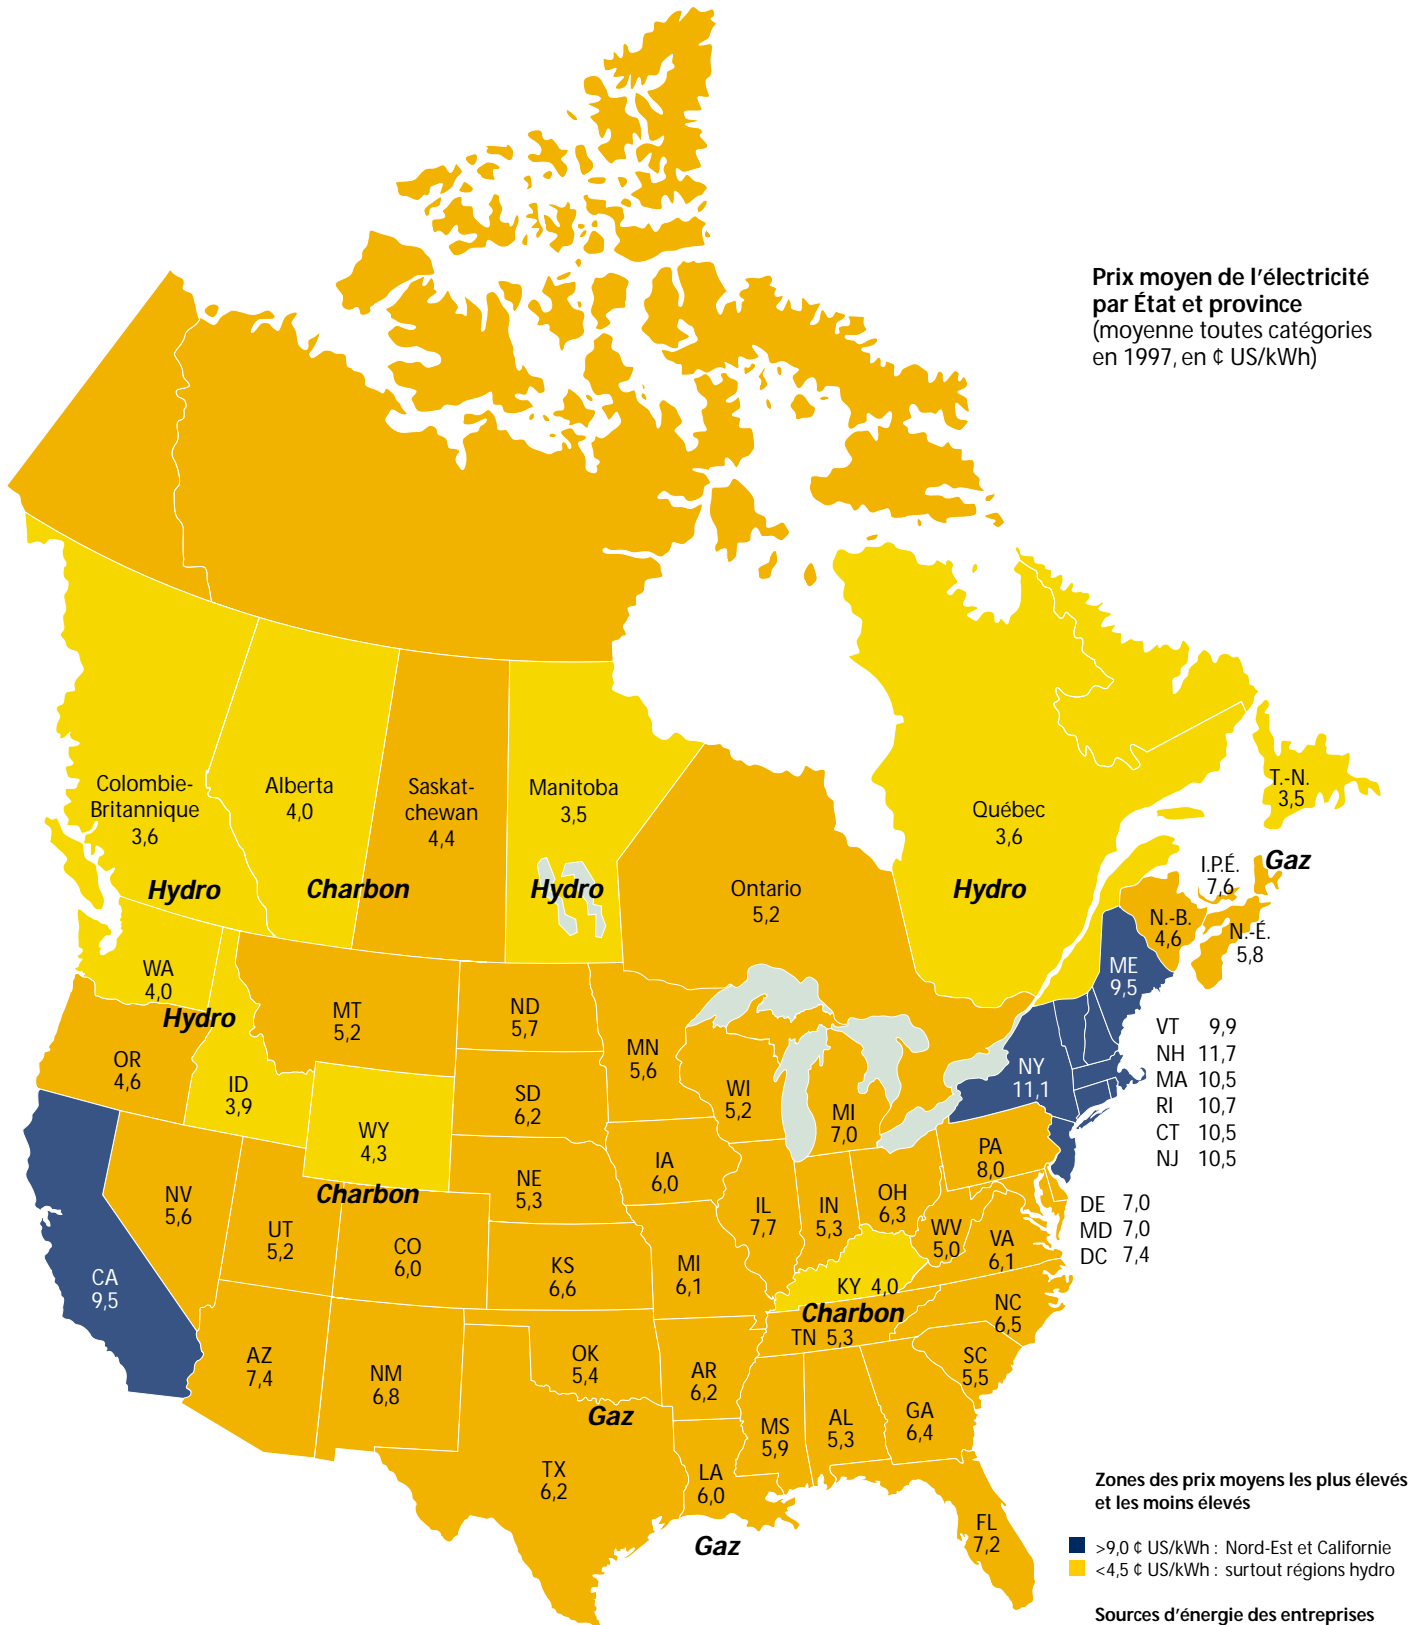 Prix moyen de l'électricité
par État et province
(moyenne toutes catégories
en 1997, en ¢ US/kWh)
Colombie-
Britannique
3,6
Hydro
Alberta
4,0
Charbon
Saskat-
chewan
4,4
Manitoba
3,5
Hydro
Ontario
5,2
Québec
3,6
Hydro
T.-N.
3,5
I.P.É.
7,6
Gaz
N.-B.
4,6
N.-É.
5,8
WA
4,0
Hydro
OR
4,6
ID
3,9
MT
5,2
WY
4,3
Charbon
ND
5,7
SD
6,2
NE
5,3
MN
5,6
WI
5,2
MI
7,0
IA
6,0
NY
11,1
ME
9,5
VT 9,9
NH 11,7
MA 10,5
RI 10,7
CT 10,5
NJ 10,5
PA
8,0
DE 7,0
MD 7,0
DC 7,4
CA
9,5
NV
5,6
UT
5,2
CO
6,0
KS
6,6
MI
6,1
IL
7,7
IN
5,3
OH
6,3
WV
5,0
VA
6,1
KY 4,0
Charbon
TN 5,3
NC
6,5
SC
5,5
AZ
7,4
NM
6,8
OK
5,4
Gaz
AR
6,2
TX
6,2
LA
6,0
Gaz
MS
5,9
AL
5,3
GA
6,4
FL
7,2
Zones des prix moyens les plus élevés
et les moins élevés
>9,0 ¢ US/kWh : Nord-Est et Californie
<4,5 ¢ US/kWh : surtout régions hydro
Sources d'énergie des entreprises